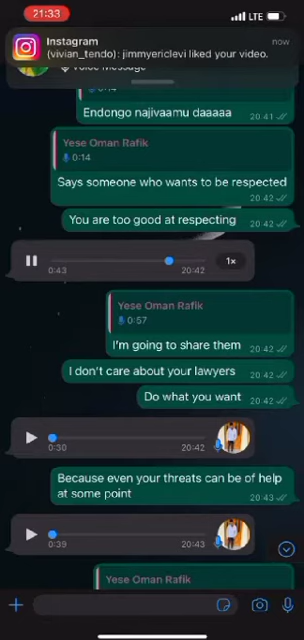 21:33
LTE
Instagram
now
(vivian_tendo): jimmyericlevi liked your video.
Voice Message
0:14
Endongo najivaamu daaaaa
20:41
Yese Oman Rafik
0:14
Says someone who wants to be respected
20:42
You are too good at respecting
20:42
1×
0:43
20:42
Yese Oman Rafik
0:57
I'm going to share them
20:42
I don't care about your lawyers
20:42
Do what you want
20:42
0:30
20:42
Because even your threats can be of help
at some point
20:43
0:39
20:43
Yese Oman Rafik